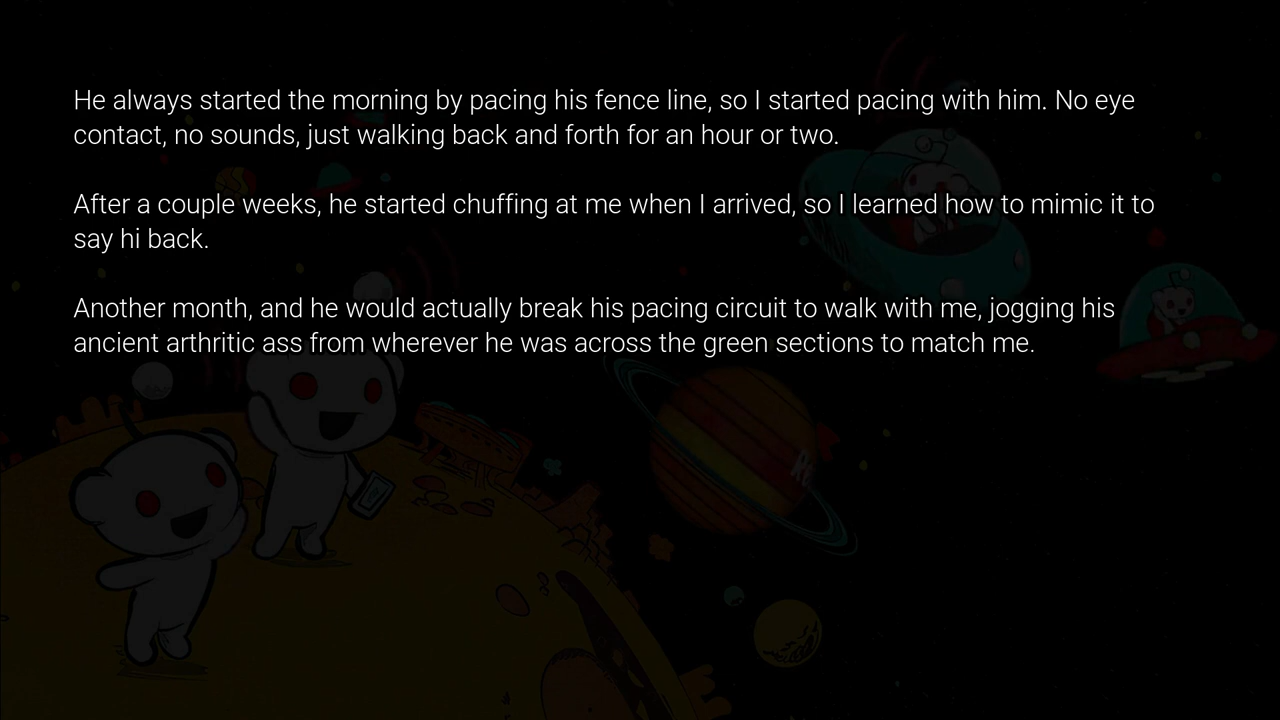 He always started the morning by pacing his fence line, so I started pacing with him. No eye
contact, no sounds, just walking back and forth for an hour or two.
After a couple weeks, he started chuffing at me when I arrived, so I learned how to mimic it to
say hi back.
Another month, and he would actually break his pacing circuit to walk with me, jogging his
ancient arthritic ass from wherever he was across the green sections to match me.